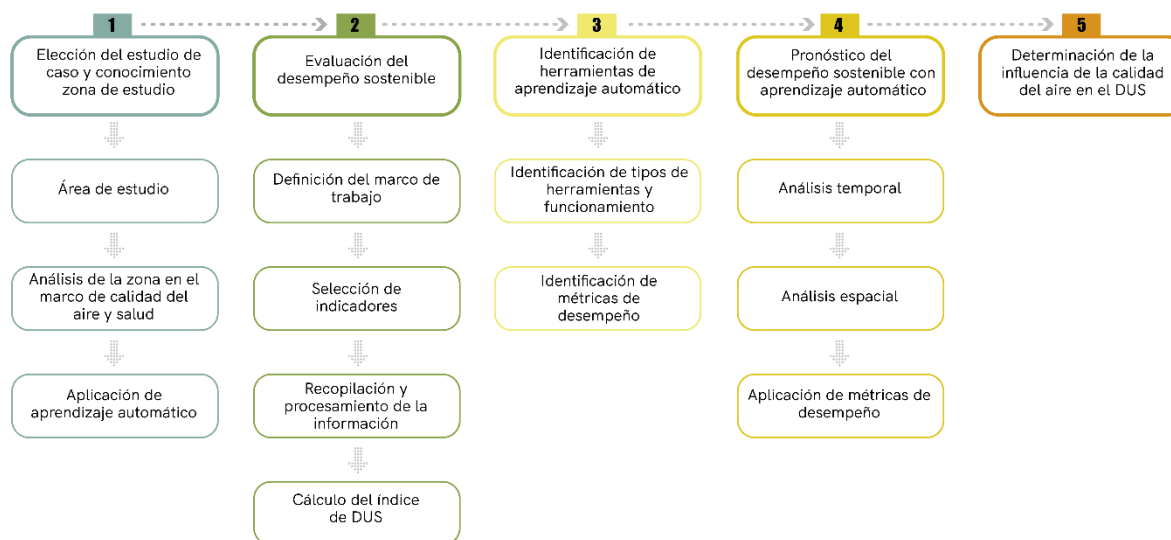 1
Elección del estudio de
caso y conocimiento
zona de estudio
Área de estudio
Análisis de la zona en el
marco de calidad del
aire y salud
Aplicación de
aprendizaje automático
2
Evaluación del
desempeño sostenible
Definición del marco de
trabajo
Selección de
indicadores
Recopilación y
procesamiento de la
información
Cálculo del índice
de DUS
3
Identificación de
herramientas de
aprendizaje automático
Identificación de tipos de
herramientas y
funcionamiento
Identificación de
métricas de
desempeño
4
Pronóstico del
desempeño sostenible con
aprendizaje automático
Análisis temporal
Análisis espacial
Aplicación de métricas de
desempeño
5
Determinación de la
influencia de la calidad
del aire en el DUS